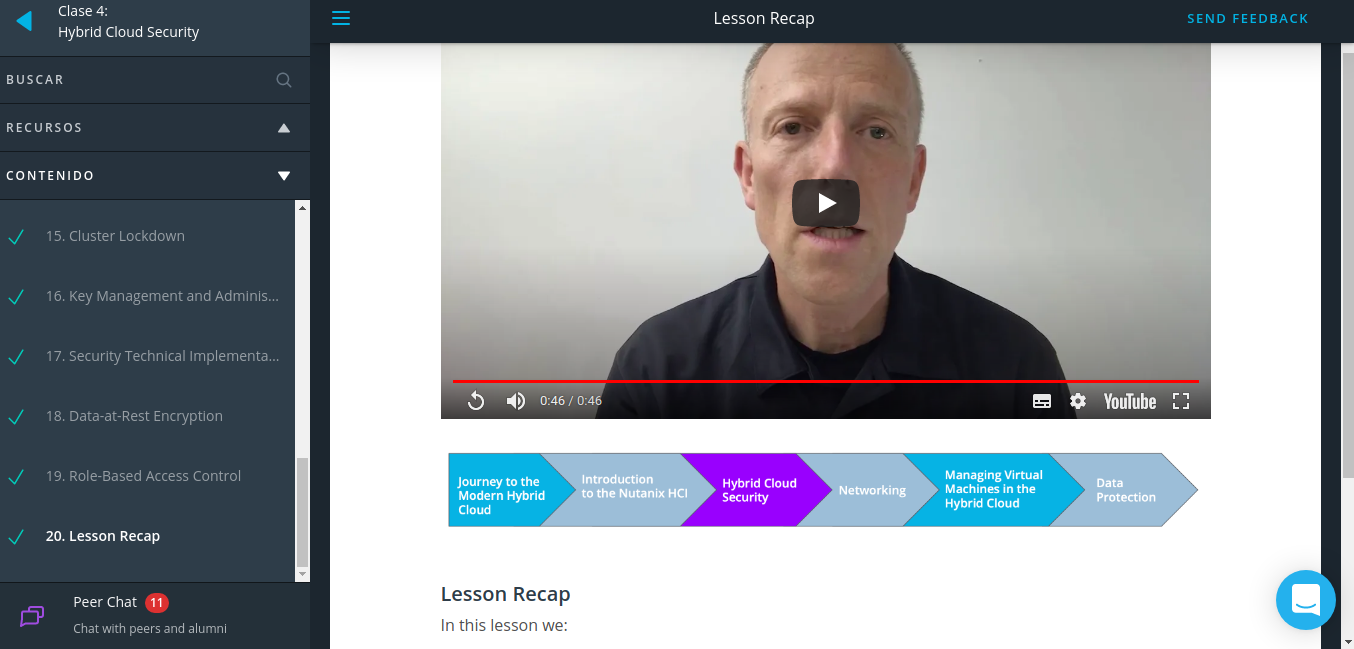 Clase 4:
Hybrid Cloud Security
BUSCAR
RECURSOS
CONTENIDO
15. Cluster Lockdown
16. Key Management and Adminis...
17. Security Technical Implementa...
18. Data-at-Rest Encryption
19. Role-Based Access Control
20. Lesson Recap
Peer Chat 11
Chat with peers and alumni
Lesson Recap
SEND FEEDBACK
0:46 / 0:46
YouTube
Journey to the
Modern Hybrid
Cloud
Introduction
to the Nutanix HCI
Hybrid Cloud
Security
Networking
Managing Virtual
Machines in the
Hybrid Cloud
Data
Protection
Lesson Recap
In this lesson we: